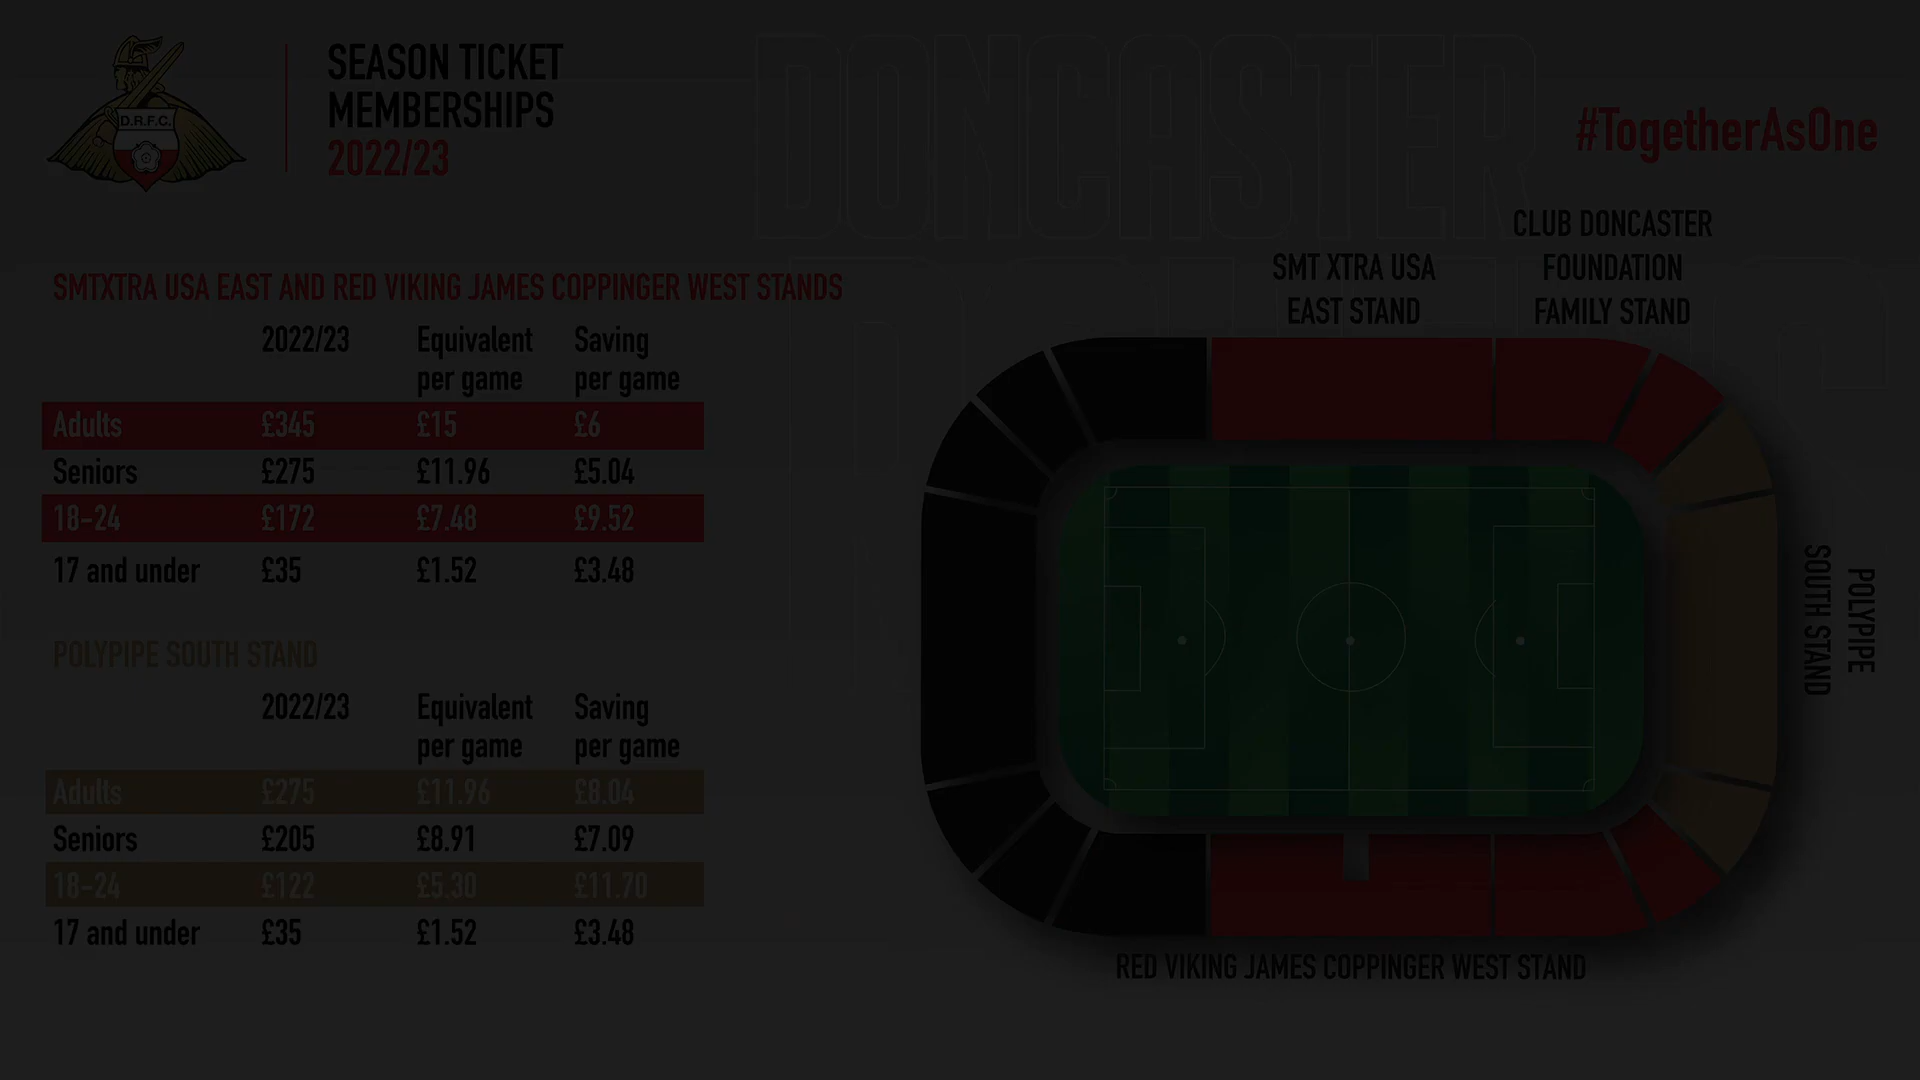 D.R.F.C.
SEASON TICKET
MEMBERSHIPS
2022/23
DONCASTER
#TogetherAsOne
SMTXTRA USA EAST AND RED VIKING JAMES COPPINGER WEST STANDS
2022/23 Equivalent per game Saving per game
Adults £345 £15 £6
Seniors £275 £11.96 £5.04
18-24 £172 £7.48 £9.52
17 and under £35 £1.52 £3.48
POLYPIPE SOUTH STAND
2022/23 Equivalent per game Saving per game
Adults £275 £11.96 £8.04
Seniors £205 £8.91 £7.09
18-24 £122 £5.30 £11.70
17 and under £35 £1.52 £3.48
SMT XTRA USA
EAST STAND
CLUB DONCASTER
FOUNDATION
FAMILY STAND
POLYPIPE
SOUTH STAND
RED VIKING JAMES COPPINGER WEST STAND